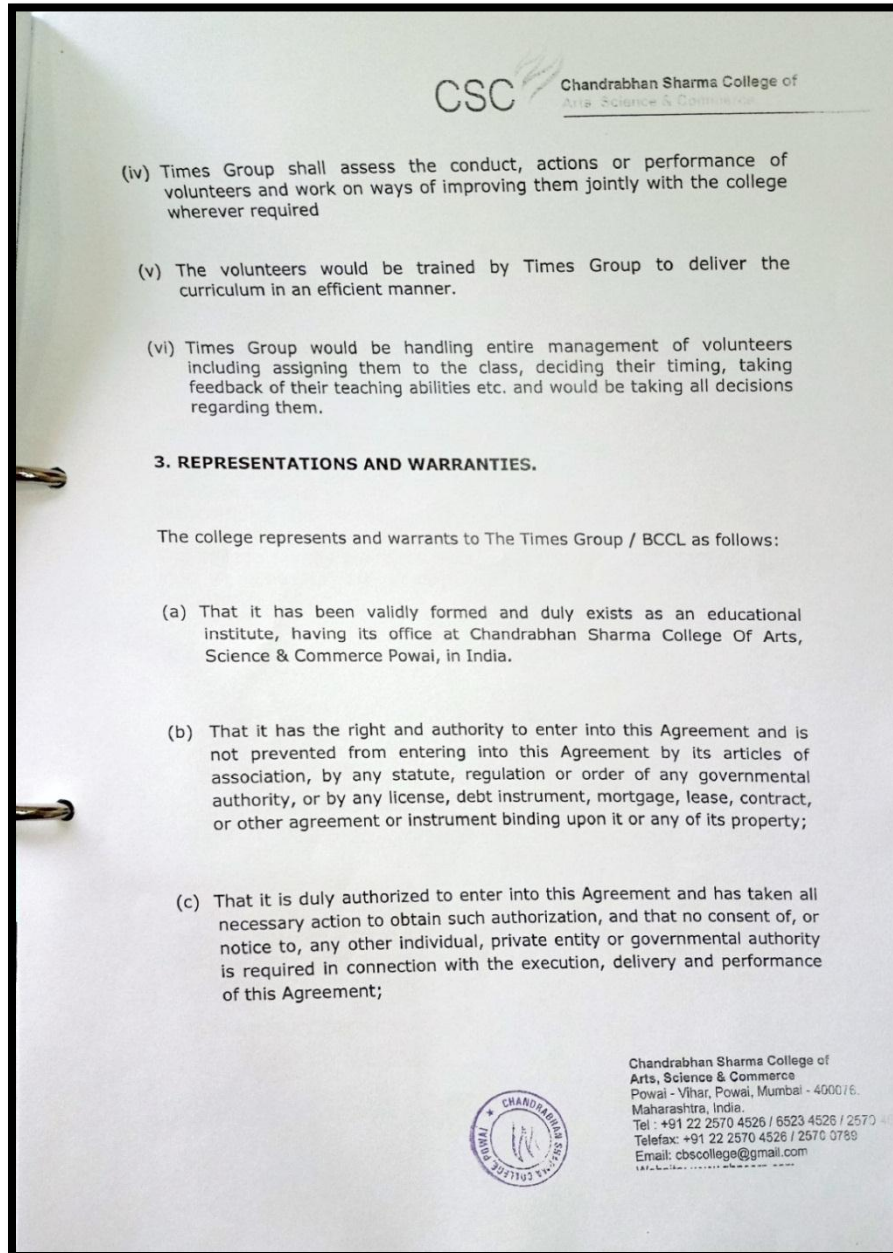 CSC
Chandrabhan Sharma College of
Arts, Science & Commerce
(iv) Times Group shall assess the conduct, actions or performance of
volunteers and work on ways of improving them jointly with the college
wherever required
(v) The volunteers would be trained by Times Group to deliver the
curriculum in an efficient manner.
(vi) Times Group would be handling entire management of volunteers
including assigning them to the class, deciding their timing, taking
feedback of their teaching abilities etc. and would be taking all decisions
regarding them.
3. REPRESENTATIONS AND WARRANTIES.
The college represents and warrants to The Times Group / BCCL as follows:
(a) That it has been validly formed and duly exists as an educational
institute, having its office at Chandrabhan Sharma College Of Arts,
Science & Commerce Powai, in India.
(b) That it has the right and authority to enter into this Agreement and is
not prevented from entering into this Agreement by its articles of
association, by any statute, regulation or order of any governmental
authority, or by any license, debt instrument, mortgage, lease, contract,
or other agreement or instrument binding upon it or any of its property;
(c) That it is duly authorized to enter into this Agreement and has taken all
necessary action to obtain such authorization, and that no consent of, or
notice to, any other individual, private entity or governmental authority
is required in connection with the execution, delivery and performance
of this Agreement;
CHANDRABHAN SHARMA COLLEGE, POWAI
Chandrabhan Sharma College of
Arts, Science & Commerce
Powai - Vihar, Powai, Mumbai - 400076.
Maharashtra, India.
Tel : +91 22 2570 4526 / 6523 4526 / 2570
Telefax: +91 22 2570 4526 / 2570 0789
Email: cbscollege@gmail.com